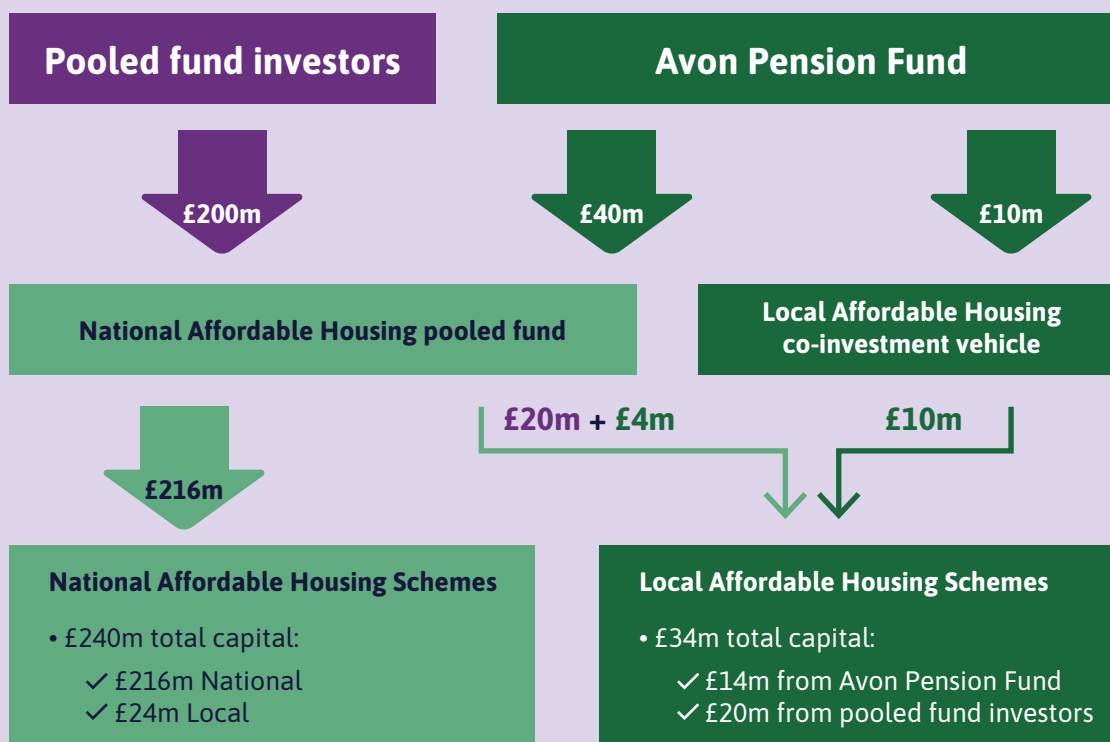 Pooled fund investors
Avon Pension Fund
£200m
£40m
£10m
National Affordable Housing pooled fund
Local Affordable Housing
co-investment vehicle
£20m + £4m
£10m
£216m
National Affordable Housing Schemes
• £240m total capital:
✓ £216m National
✓ £24m Local
Local Affordable Housing Schemes
• £34m total capital:
✓ £14m from Avon Pension Fund
✓ £20m from pooled fund investors